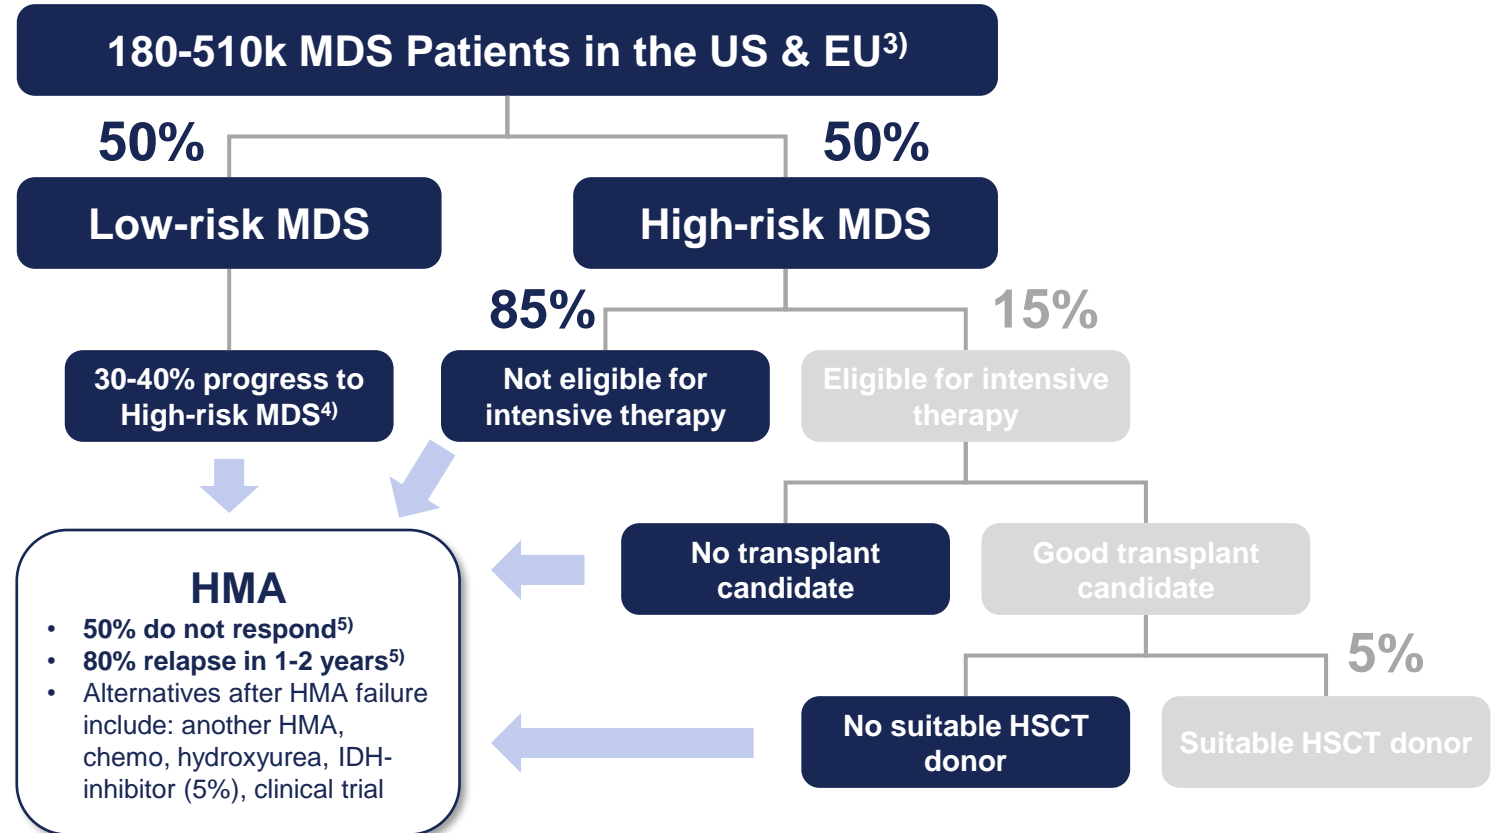 180-510k MDS Patients in the US & EU3)
50%
50%
Low-risk MDS
High-risk MDS
85%
15%
30-40% progress to
High-risk MDS4)
Not eligible for
intensive therapy
Eligible for intensive
therapy
No transplant
candidate
Good transplant
candidate
HMA
• 50% do not respond5)
• 80% relapse in 1-2 years5)
• Alternatives after HMA failure
include: another HMA,
chemo, hydroxyurea, IDH-
inhibitor (5%), clinical trial
5%
No suitable HSCT
donor
Suitable HSCT donor